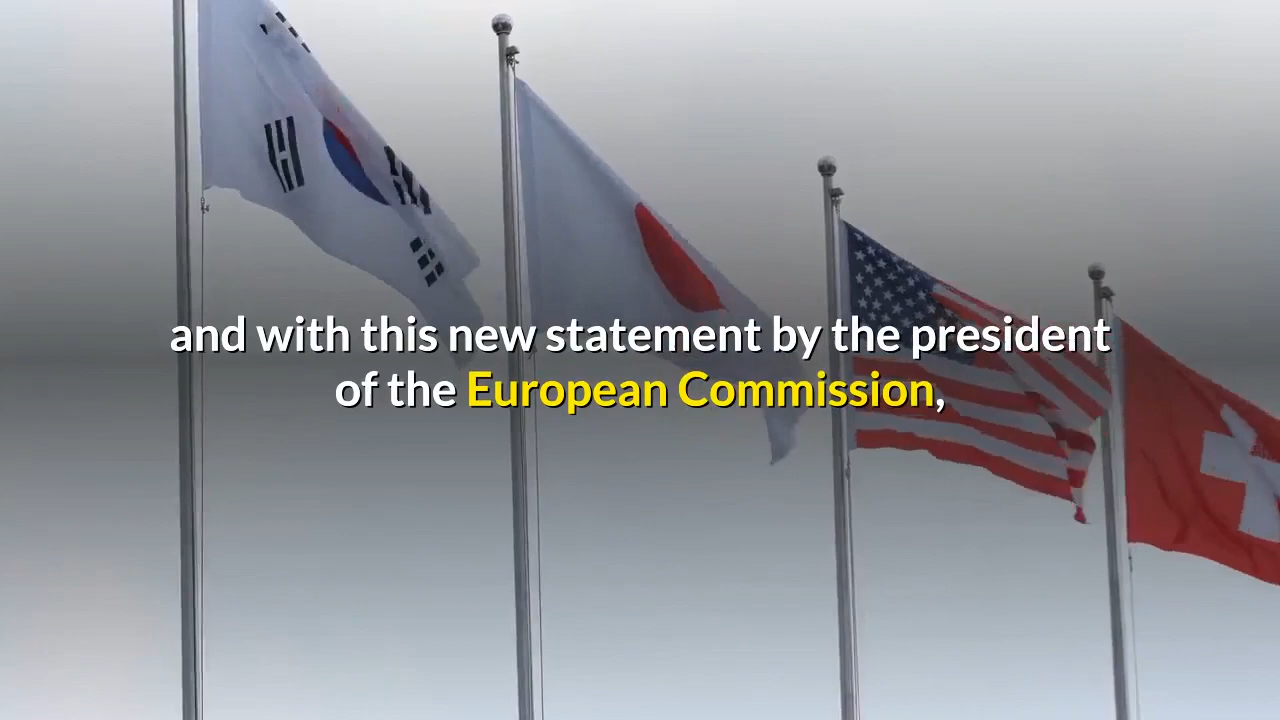 and with this new statement by the president
of the European Commission,